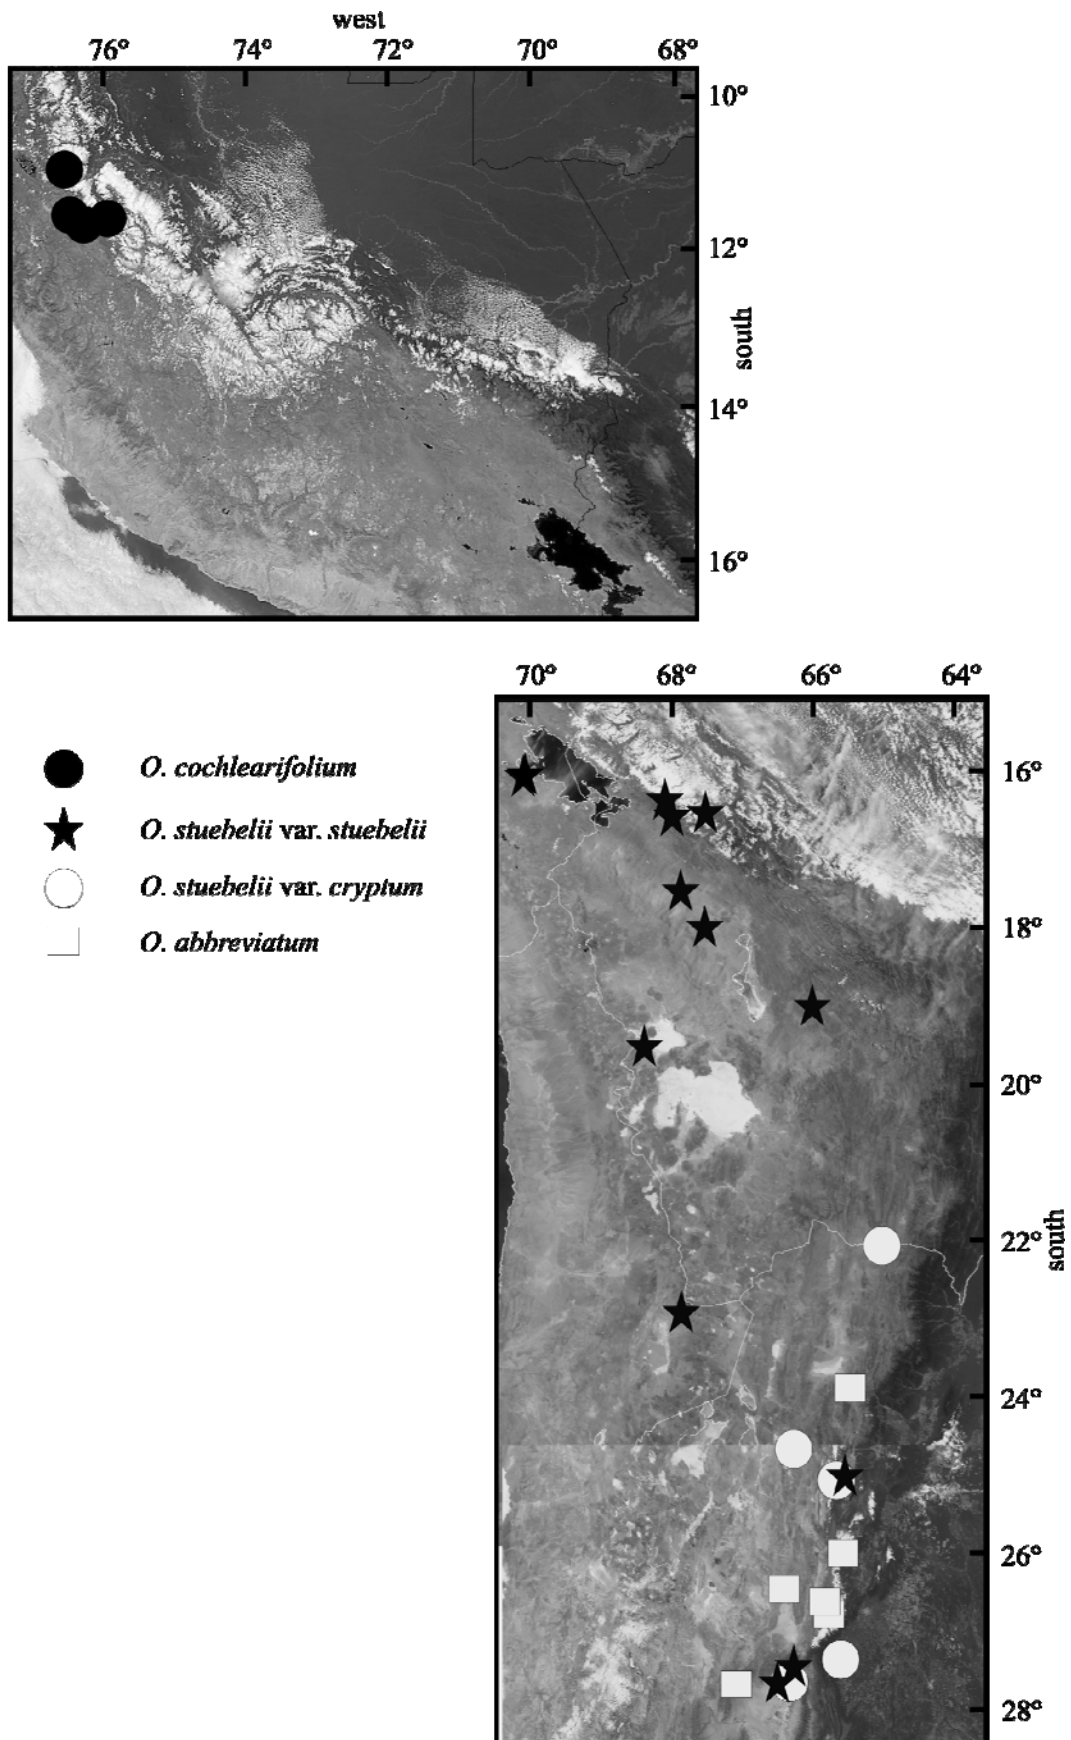 west
76° 74° 72° 70° 68°
10°
12°
south
14°
16°
70° 68° 66° 64°
O. cochlearifolium
O. stuebelii var. stuebelii
O. stuebelii var. cryptum
O. abbreviatum
16°
18°
20°
22°
south
24°
26°
28°